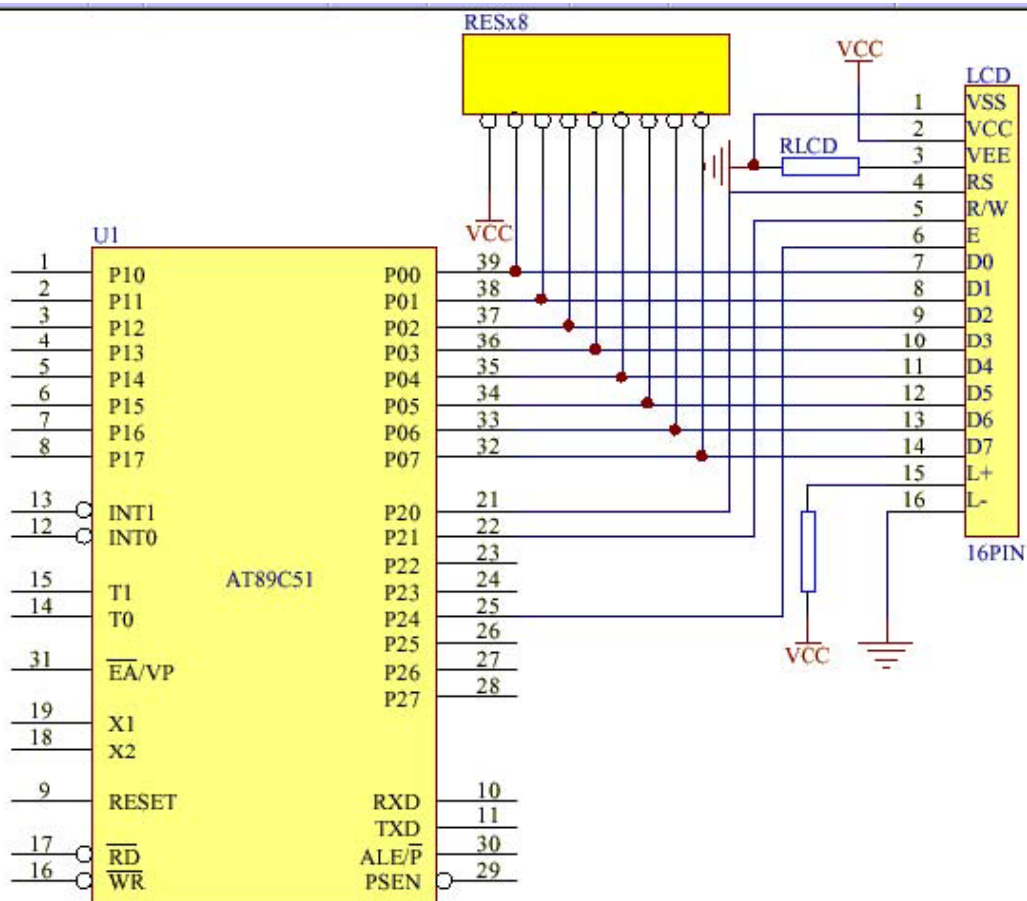 RESx8
VCC
LCD
1 VSS
2 VCC
RLCD 3 VEE
4 RS
5 R/W
6 E
VCC
U1
1 P10 P00 39 7 D0
2 P11 P01 38 8 D1
3 P12 P02 37 9 D2
4 P13 P03 36 10 D3
5 P14 P04 35 11 D4
6 P15 P05 34 12 D5
7 P16 P06 33 13 D6
8 P17 P07 32 14 D7
15 L+
16 L-
13 INT1 P20 21
12 INT0 P21 22
P22 23
16PIN
AT89C51
15 T1 P23 24
14 T0 P24 25
P25 26
VCC
31 EA/VP P26 27
P27 28
19 X1
18 X2
9 RESET RXD 10
TXD 11
17 RD ALE/P 30
16 WR PSEN 29